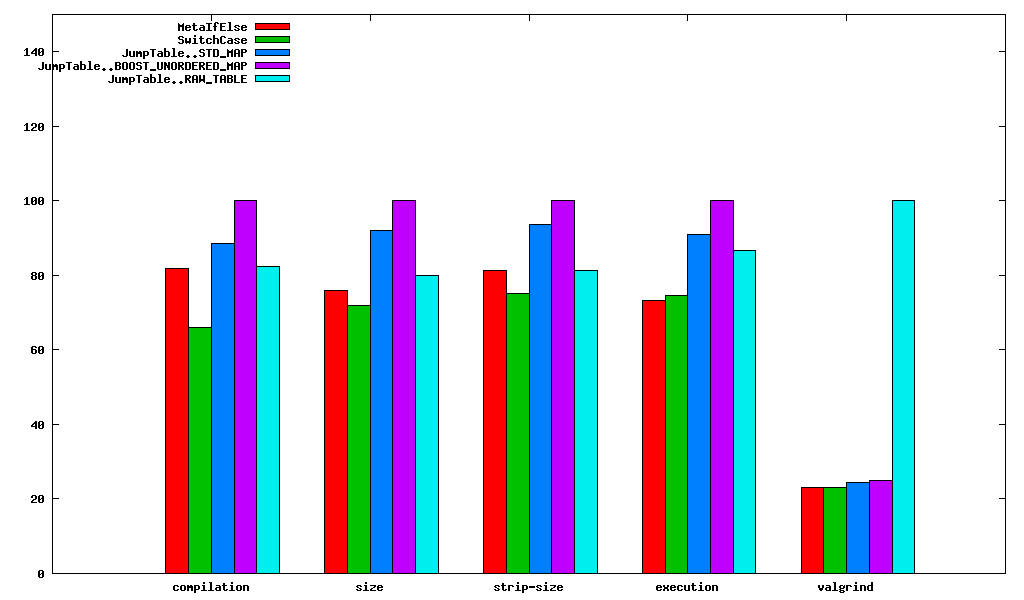 MetaIfElse
SwitchCase
JumpTable..STD_MAP
JumpTable..BOOST_UNORDERED_MAP
JumpTable..RAW_TABLE
140
120
100
80
60
40
20
0
compilation size strip-size execution valgrind